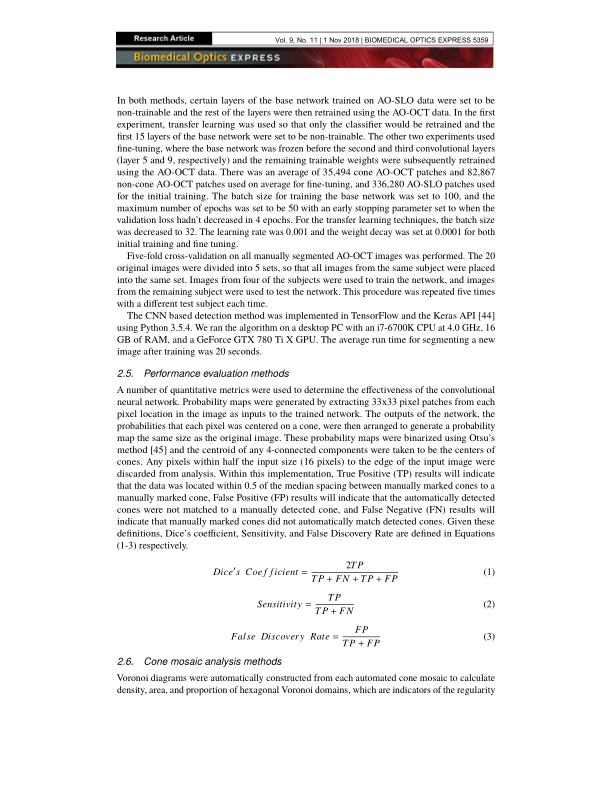 Research Article
Vol. 9, No. 11 | 1 Nov 2018 | BIOMEDICAL OPTICS EXPRESS 5359
Biomedical Optics EXPRESS
In both methods, certain layers of the base network trained on AO-SLO data were set to be
non-trainable and the rest of the layers were then retrained using the AO-OCT data. In the first
experiment, transfer learning was used so that only the classifier would be retrained and the
first 15 layers of the base network were set to be non-trainable. The other two experiments used
fine-tuning, where the base network was frozen before the second and third convolutional layers
(layer 5 and 9, respectively) and the remaining trainable weights were subsequently retrained
using the AO-OCT data. There was an average of 35,494 cone AO-OCT patches and 82,867
non-cone AO-OCT patches used on average for fine-tuning, and 336,280 AO-SLO patches used
for the initial training. The batch size for training the base network was set to 100, and the
maximum number of epochs was set to be 50 with an early stopping parameter set to when the
validation loss hadn't decreased in 4 epochs. For the transfer learning techniques, the batch size
was decreased to 32. The learning rate was 0.001 and the weight decay was set at 0.0001 for both
initial training and fine tuning.
Five-fold cross-validation on all manually segmented AO-OCT images was performed. The 20
original images were divided into 5 sets, so that all images from the same subject were placed
into the same set. Images from four of the subjects were used to train the network, and images
from the remaining subject were used to test the network. This procedure was repeated five times
with a different test subject each time.
The CNN based detection method was implemented in TensorFlow and the Keras API [44]
using Python 3.5.4. We ran the algorithm on a desktop PC with an i7-6700K CPU at 4.0 GHz, 16
GB of RAM, and a GeForce GTX 780 Ti X GPU. The average run time for segmenting a new
image after training was 20 seconds.
2.5. Performance evaluation methods
A number of quantitative metrics were used to determine the effectiveness of the convolutional
neural network. Probability maps were generated by extracting 33x33 pixel patches from each
pixel location in the image as inputs to the trained network. The outputs of the network, the
probabilities that each pixel was centered on a cone, were then arranged to generate a probability
map the same size as the original image. These probability maps were binarized using Otsu's
method [45] and the centroid of any 4-connected components were taken to be the centers of
cones. Any pixels within half the input size (16 pixels) to the edge of the input image were
discarded from analysis. Within this implementation, True Positive (TP) results will indicate
that the data was located within 0.5 of the median spacing between manually marked cones to a
manually marked cone, False Positive (FP) results will indicate that the automatically detected
cones were not matched to a manually detected cone, and False Negative (FN) results will
indicate that manually marked cones did not automatically match detected cones. Given these
definitions, Dice's coefficient, Sensitivity, and False Discovery Rate are defined in Equations
(1-3) respectively.
Dice's Coefficient = 2TP / TP + FN + TP + FP (1)
Sensitivity = TP / TP + FN (2)
False Discovery Rate = FP / TP + FP (3)
2.6. Cone mosaic analysis methods
Voronoi diagrams were automatically constructed from each automated cone mosaic to calculate
density, area, and proportion of hexagonal Voronoi domains, which are indicators of the regularity